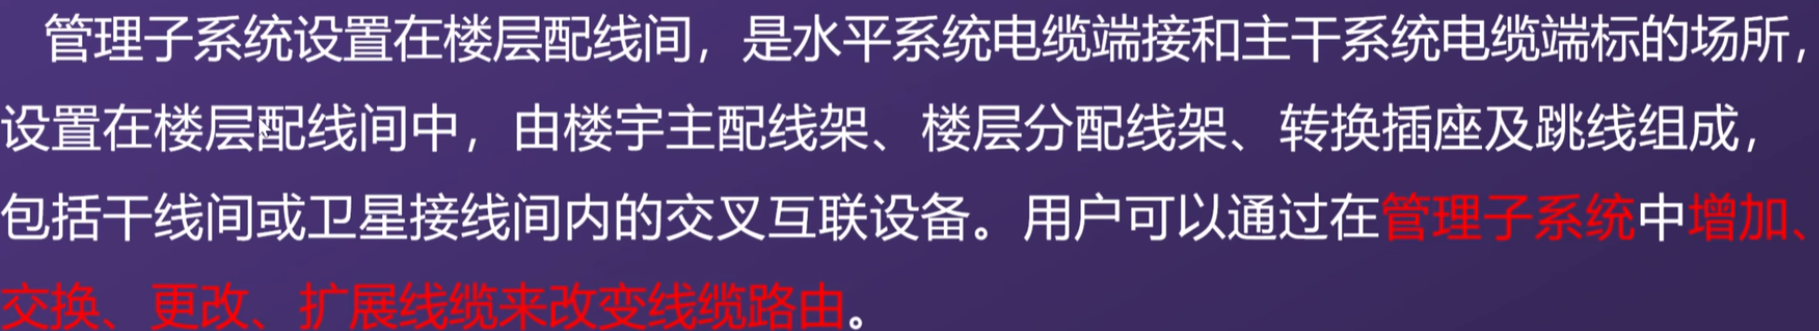 管理子系统设置在楼层配线间，是水平系统电缆端接和主干系统电缆端标的场所，
设置在楼层配线间中，由楼宇主配线架、楼层分配线架、转换插座及跳线组成，
包括干线间或卫星接线间内的交叉互联设备。用户可以通过在管理子系统中增加、
交换、更改、扩展线缆来改变线缆路由。